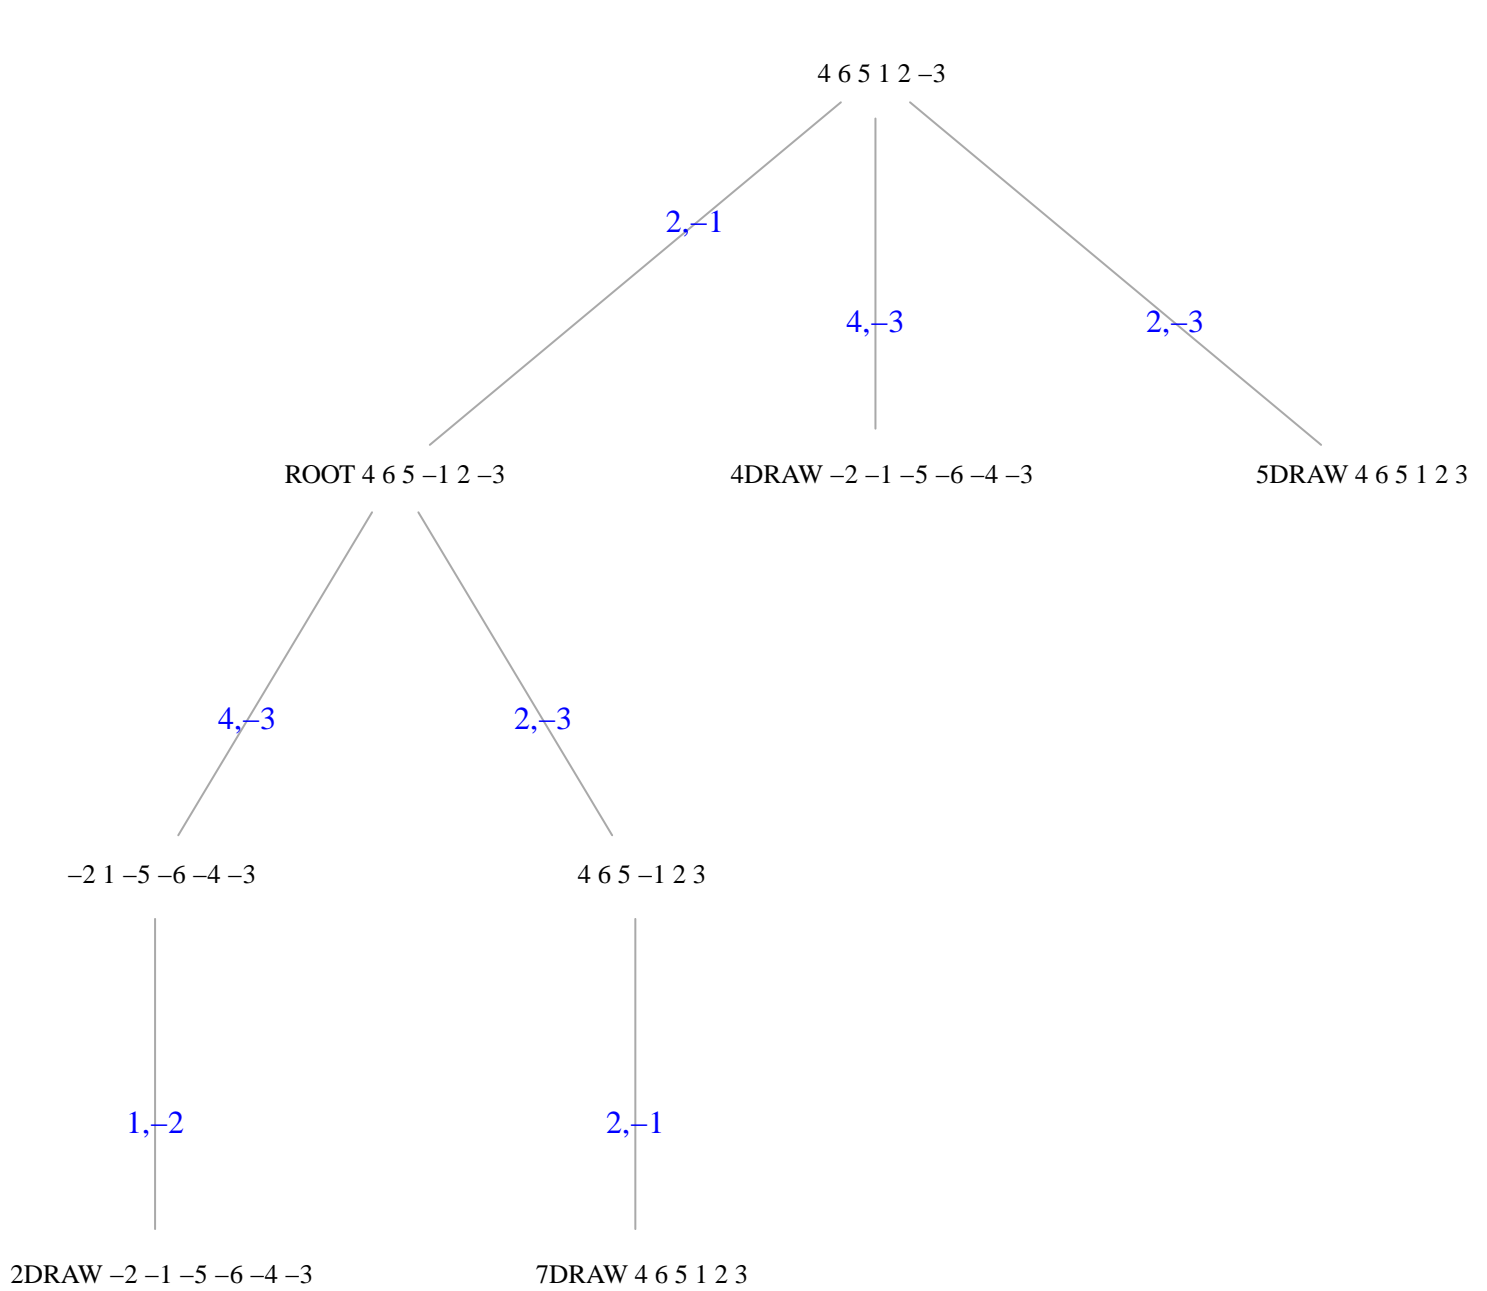 4 6 5 1 2 –3
2,–1
4,–3
2,–3
ROOT 4 6 5 –1 2 –3
4DRAW –2 –1 –5 –6 –4 –3
5DRAW 4 6 5 1 2 3
4,–3
2,–3
–2 1 –5 –6 –4 –3
4 6 5 –1 2 3
1,–2
2,–1
2DRAW –2 –1 –5 –6 –4 –3
7DRAW 4 6 5 1 2 3